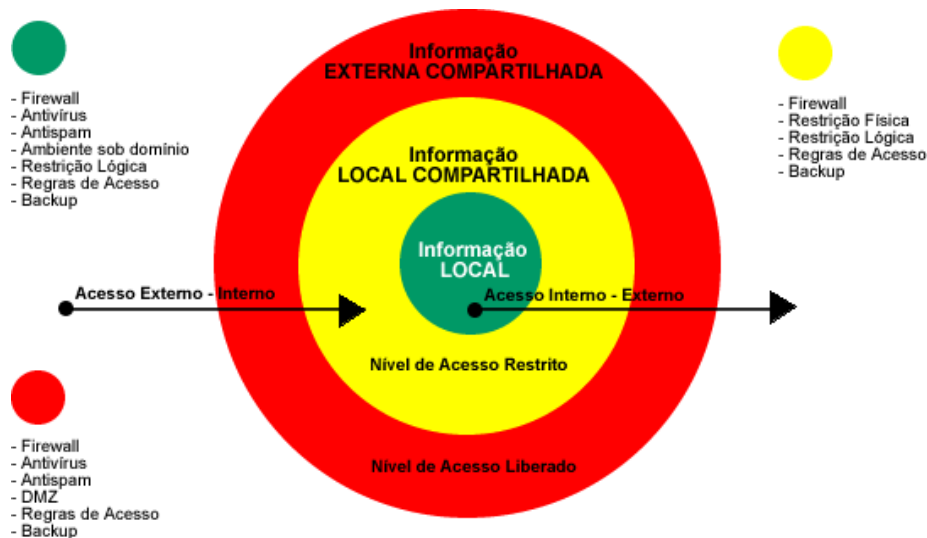 - Firewall
- Antivírus
- Antispam
- Ambiente sob domínio
- Restrição Lógica
- Regras de Acesso
- Backup
Informação
EXTERNA COMPARTILHADA
Informação
LOCAL COMPARTILHADA
Informação
LOCAL
- Firewall
- Restrição Física
- Restrição Lógica
- Regras de Acesso
- Backup
Acesso Externo - Interno
Acesso Interno - Externo
Nível de Acesso Restrito
Nível de Acesso Liberado
- Firewall
- Antivírus
- Antispam
- DMZ
- Regras de Acesso
- Backup